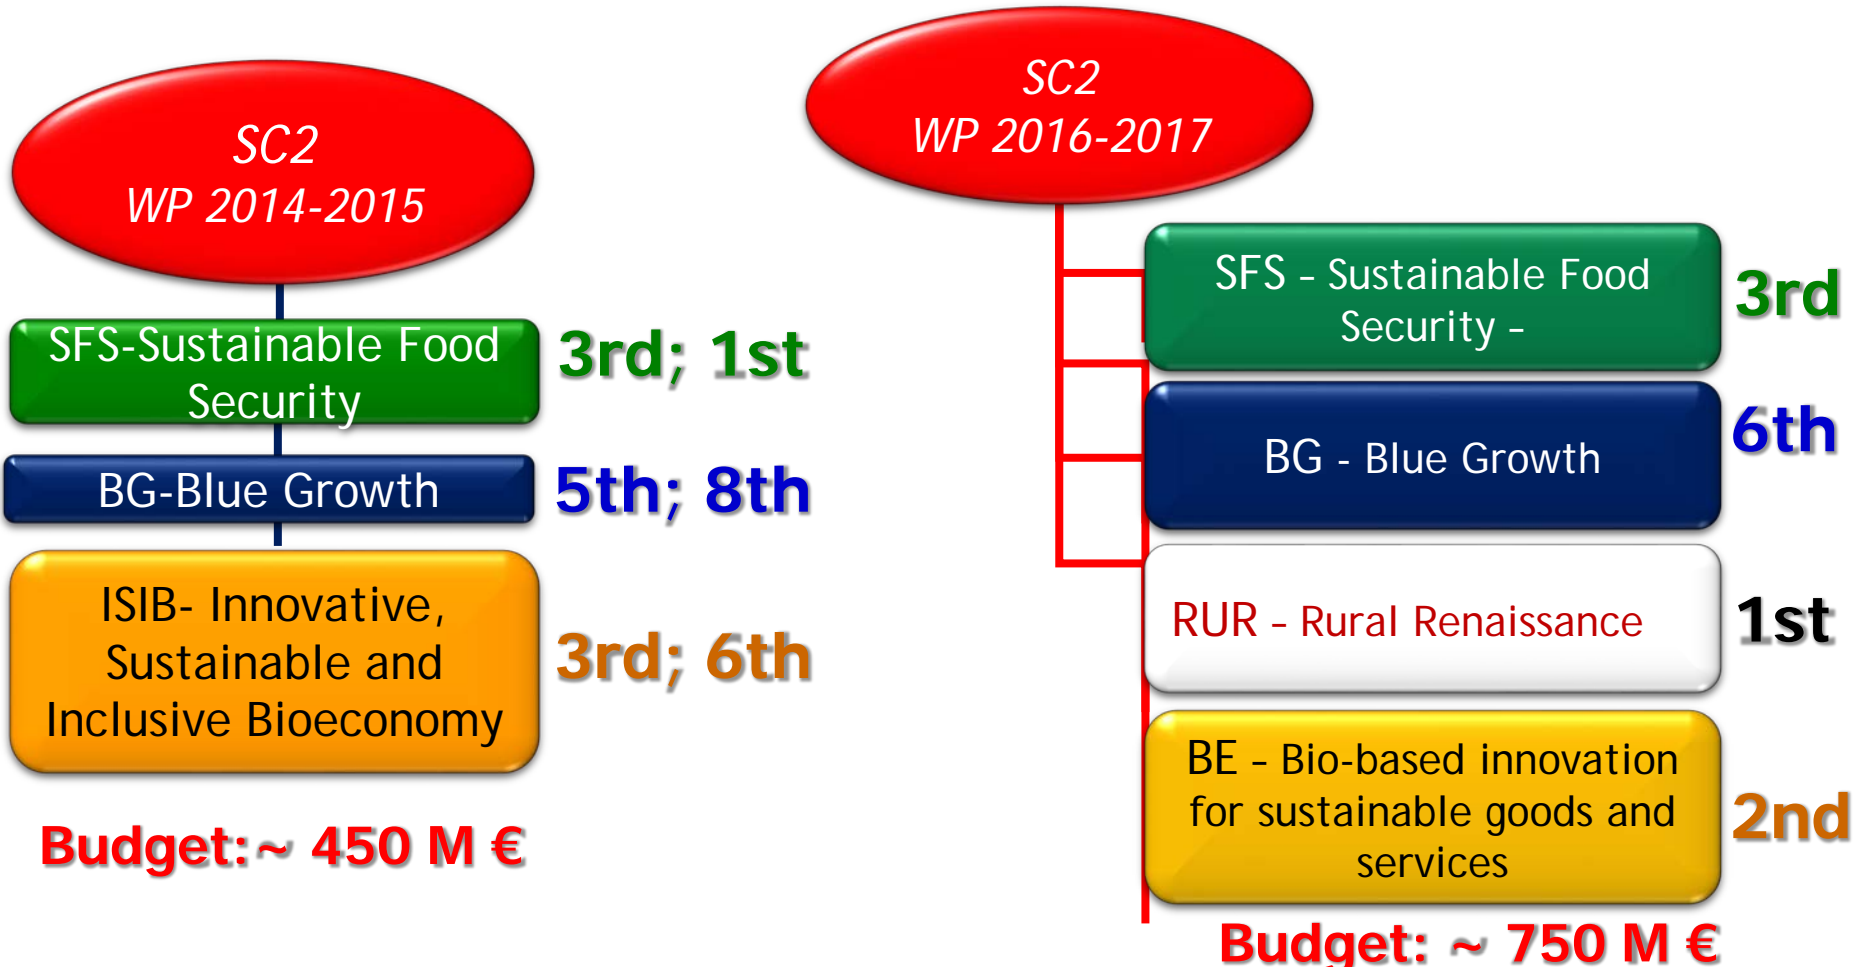 SC2
WP 2014-2015
SFS-Sustainable Food
Security
3rd; 1st
BG-Blue Growth
5th; 8th
ISIB- Innovative,
Sustainable and
Inclusive Bioeconomy
3rd; 6th
Budget:~ 450 M €
SC2
WP 2016-2017
SFS – Sustainable Food
Security –
3rd
BG - Blue Growth
6th
RUR – Rural Renaissance
1st
BE – Bio-based innovation
for sustainable goods and
services
2nd
Budget: ~ 750 M €